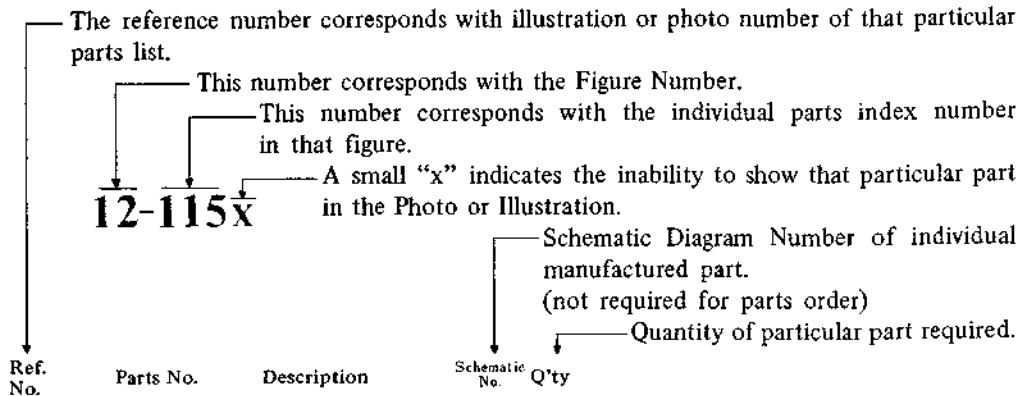 The reference number corresponds with illustration or photo number of that particular
parts list.
This number corresponds with the Figure Number.
This number corresponds with the individual parts index number
in that figure.
A small “x” indicates the inability to show that particular part
in the Photo or Illustration.
12-115x
Schematic Diagram Number of individual
manufactured part.
(not required for parts order)
Quantity of particular part required.
Ref. No. Parts No. Description Schematic No. Q'ty